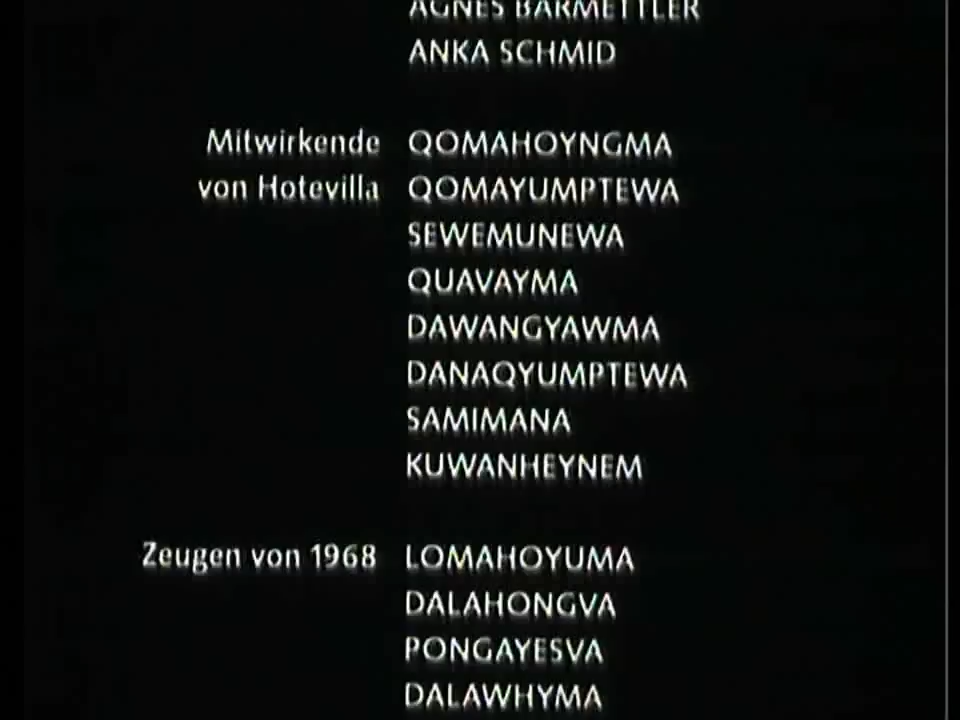 AGNES BARMETTLER
ANKA SCHMID
Mitwirkende QOMAHOYNGMA
von Hotevilla QOMAYUMPTEWA
SEWEMUNEWA
QUAVAYMA
DAWANGYAWMA
DANAQYUMPTEWA
SAMIMANA
KUWANHEYNEM
Zeugen von 1968 LOMAHOYUMA
DALAHONGVA
PONGAYESVA
DALAWHYMA